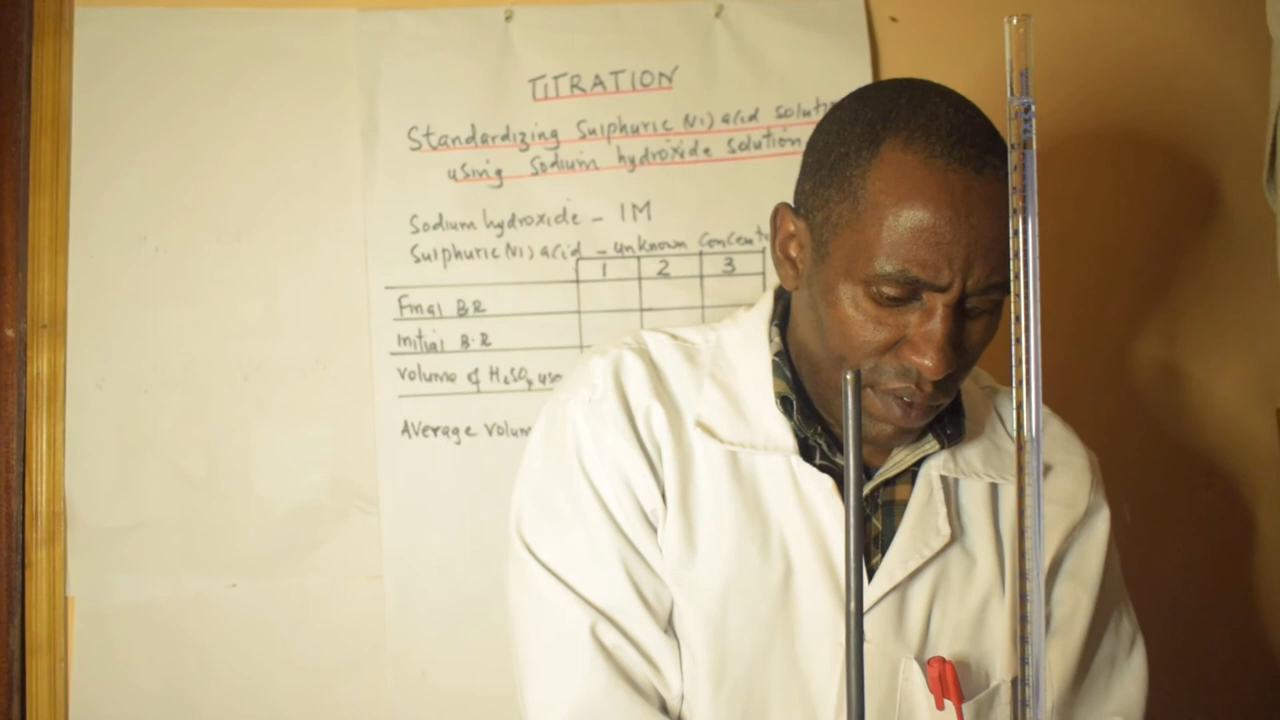 TITRATION
Standardizing Sulphuric (VI) acid
using Sodium hydroxide solution
Sodium hydroxide - 1M
Sulphuric (VI) acid - unknown
1 2 3
Final B.R
Initial B.R
Volume of H₂SO₄
Average